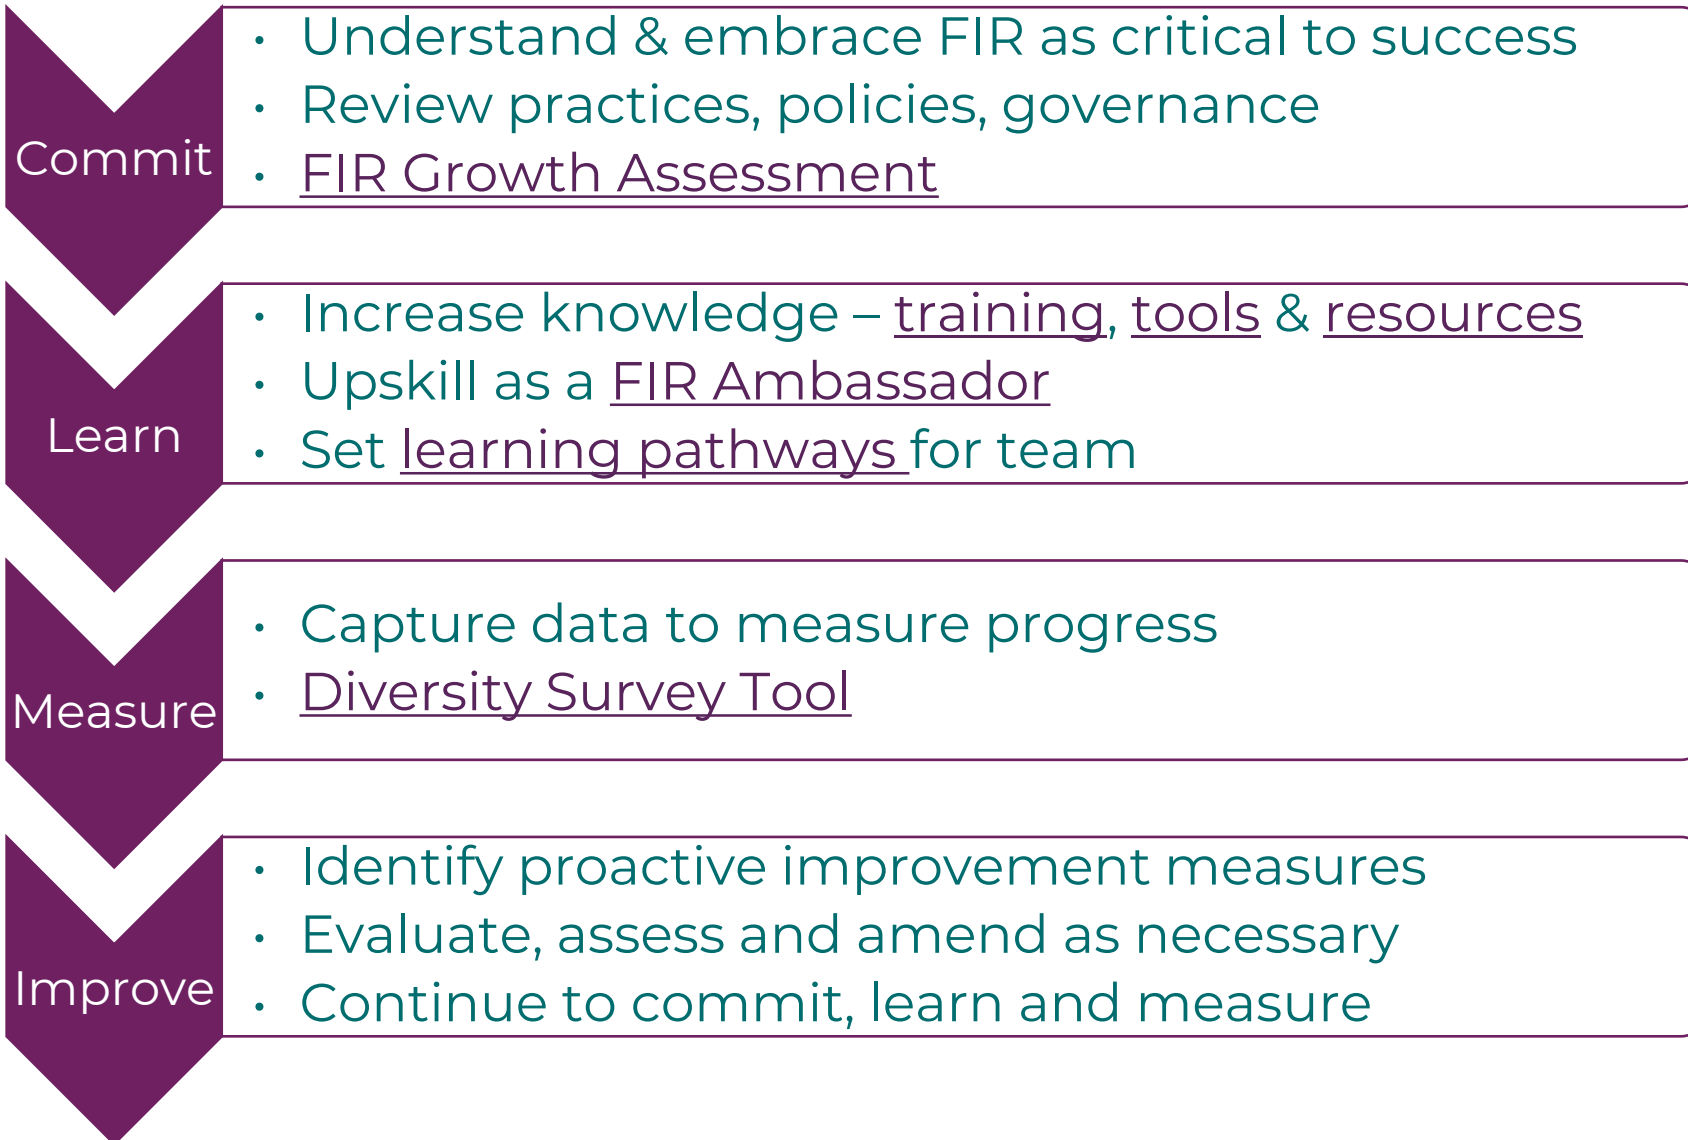 Commit
• Understand & embrace FIR as critical to success
• Review practices, policies, governance
• FIR Growth Assessment
Learn
• Increase knowledge – training, tools & resources
• Upskill as a FIR Ambassador
• Set learning pathways for team
Measure
• Capture data to measure progress
• Diversity Survey Tool
Improve
• Identify proactive improvement measures
• Evaluate, assess and amend as necessary
• Continue to commit, learn and measure